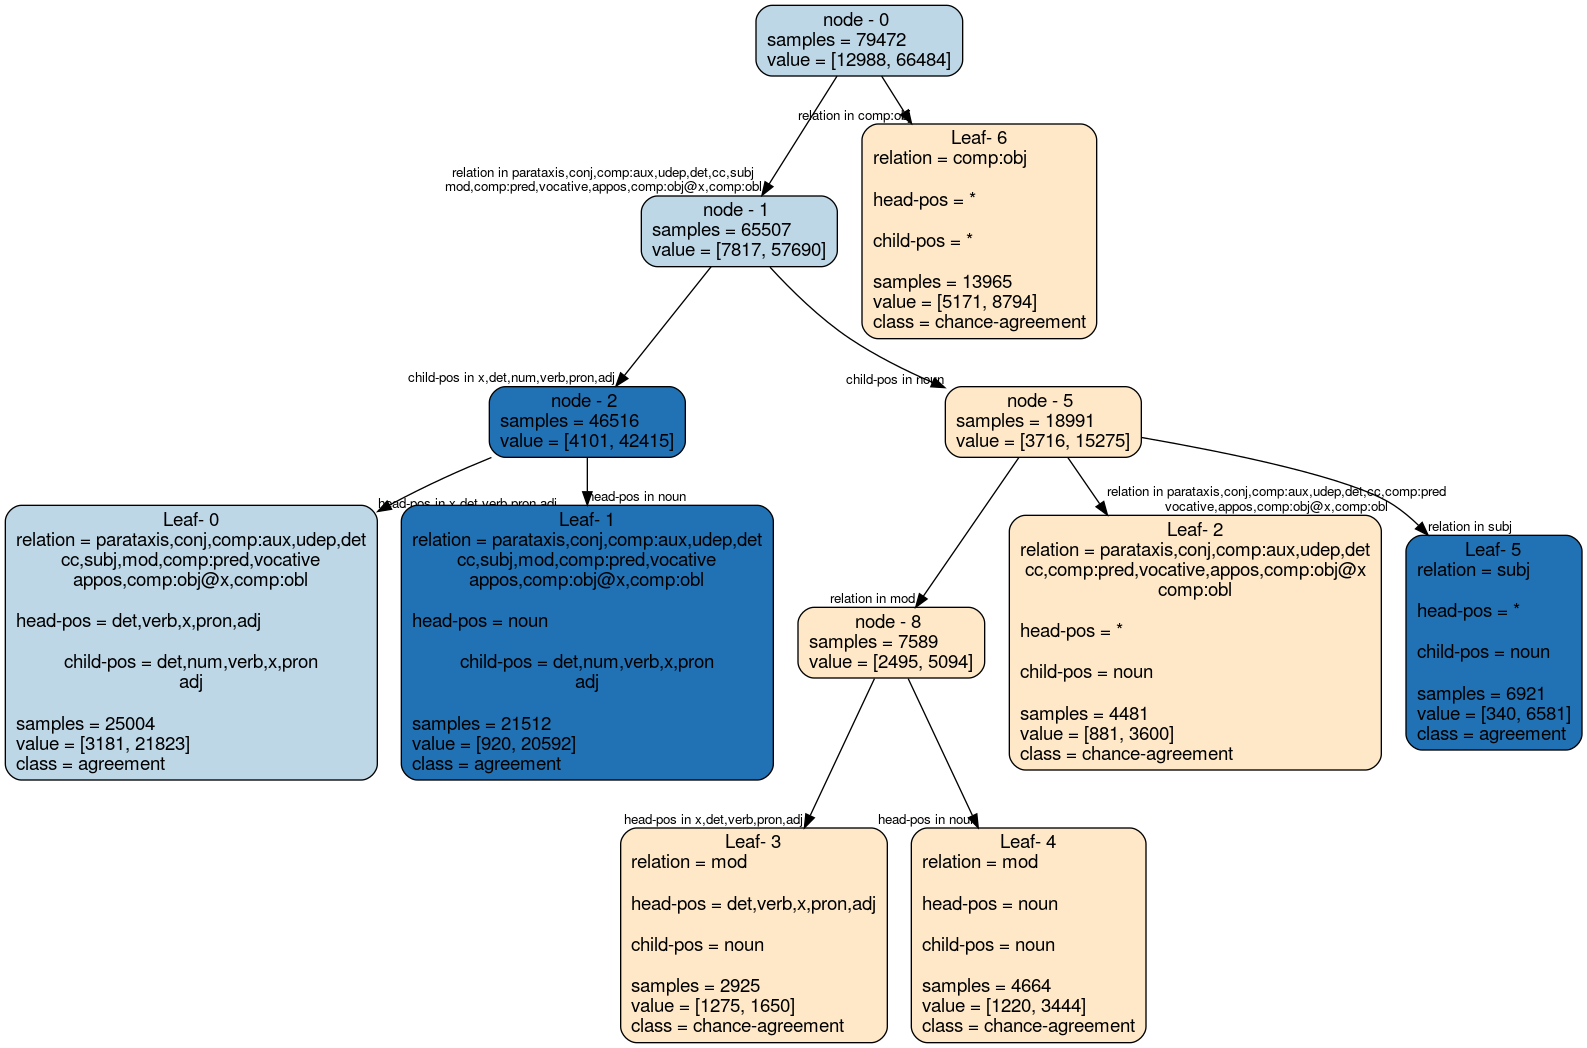 node - 0
samples = 79472
value = [12988, 66484]
relation in comp:obj
Leaf- 6
relation = comp:obj
head-pos = *
child-pos = *
samples = 13965
value = [5171, 8794]
class = chance-agreement
relation in parataxis,conj,comp:aux,udep,det,cc,subj
mod,comp:pred,vocative,appos,comp:obj@x,comp:obl
node - 1
samples = 65507
value = [7817, 57690]
child-pos in x,det,num,verb,pron,adj
node - 2
samples = 46516
value = [4101, 42415]
child-pos in noun
node - 5
samples = 18991
value = [3716, 15275]
head-pos in x,det,verb,pron,adj
Leaf- 0
relation = parataxis,conj,comp:aux,udep,det
cc,subj,mod,comp:pred,vocative
appos,comp:obj@x,comp:obl
head-pos = det,verb,x,pron,adj
child-pos = det,num,verb,x,pron
adj
samples = 25004
value = [3181, 21823]
class = agreement
head-pos in noun
Leaf- 1
relation = parataxis,conj,comp:aux,udep,det
cc,subj,mod,comp:pred,vocative
appos,comp:obj@x,comp:obl
head-pos = noun
child-pos = det,num,verb,x,pron
adj
samples = 21512
value = [920, 20592]
class = agreement
relation in mod
node - 8
samples = 7589
value = [2495, 5094]
relation in parataxis,conj,comp:aux,udep,det,cc,comp:pred
vocative,appos,comp:obj@x,comp:obl
Leaf- 2
relation = parataxis,conj,comp:aux,udep,det
cc,comp:pred,vocative,appos,comp:obj@x
comp:obl
head-pos = *
child-pos = noun
samples = 4481
value = [881, 3600]
class = chance-agreement
relation in subj
Leaf- 5
relation = subj
head-pos = *
child-pos = noun
samples = 6921
value = [340, 6581]
class = agreement
head-pos in x,det,verb,pron,adj
Leaf- 3
relation = mod
head-pos = det,verb,x,pron,adj
child-pos = noun
samples = 2925
value = [1275, 1650]
class = chance-agreement
head-pos in noun
Leaf- 4
relation = mod
head-pos = noun
child-pos = noun
samples = 4664
value = [1220, 3444]
class = chance-agreement